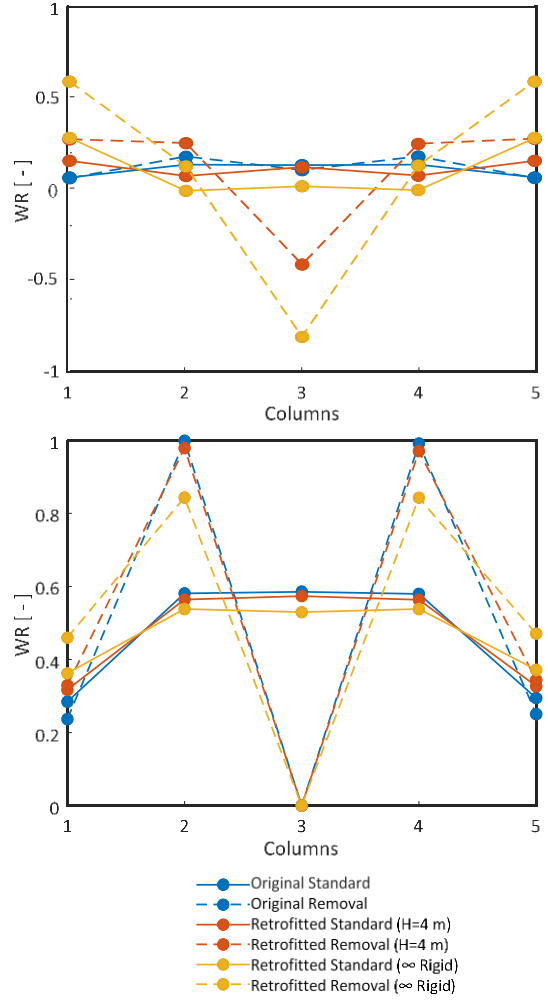 1
0.5
0
-0.5
-1
WR [ - ]
1 2 3 4 5
Columns
1
0.8
0.6
0.4
0.2
0
WR [ - ]
1 2 3 4 5
Columns
Original Standard
Original Removal
Retrofitted Standard (H=4 m)
Retrofitted Removal (H=4 m)
Retrofitted Standard (∞ Rigid)
Retrofitted Removal (∞ Rigid)